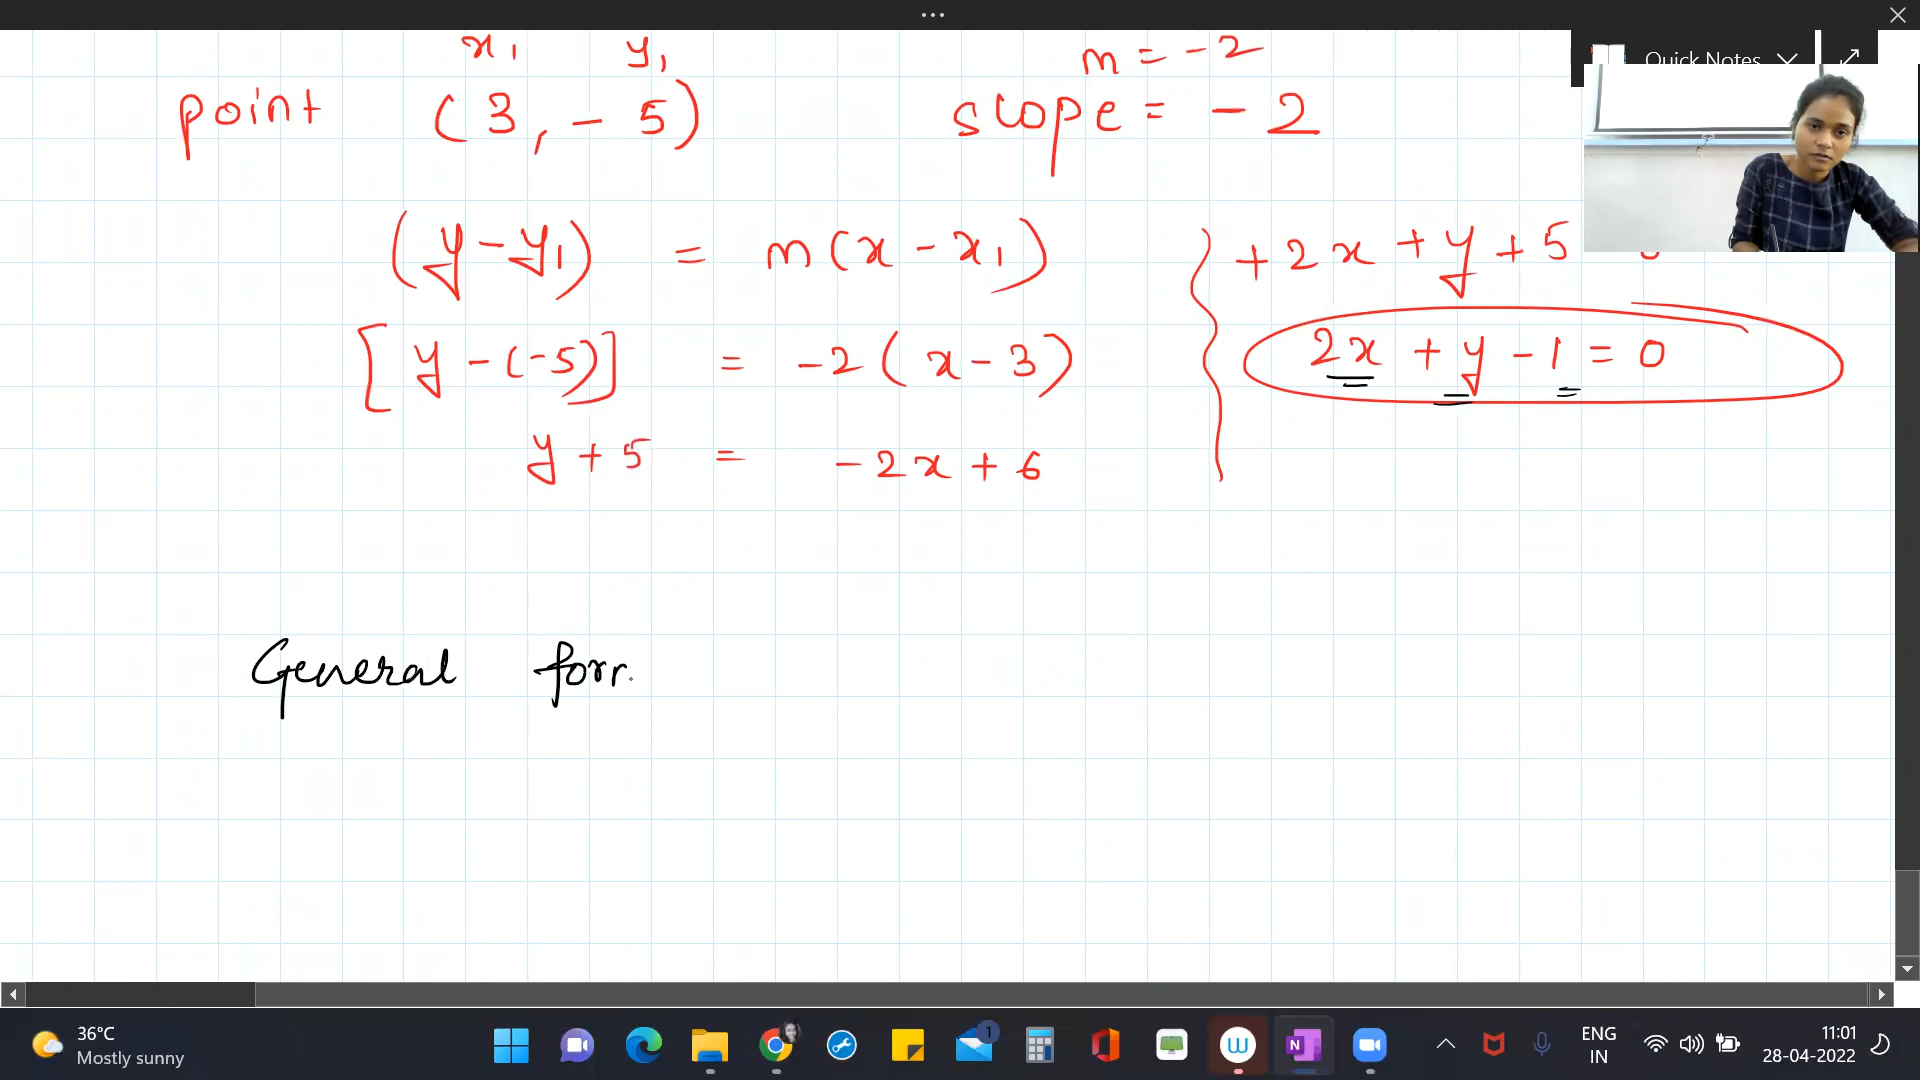 x₁ y₁ m = -2
Quick Notes
point (3, -5) slope = -2
(y - y₁) = m(x - x₁) +2x + y + 5
[y - (-5)] = -2(x - 3) 2x + y - 1 = 0
y + 5 = -2x + 6
General forr
36°C
Mostly sunny
1
ENG
IN
11:01
28-04-2022